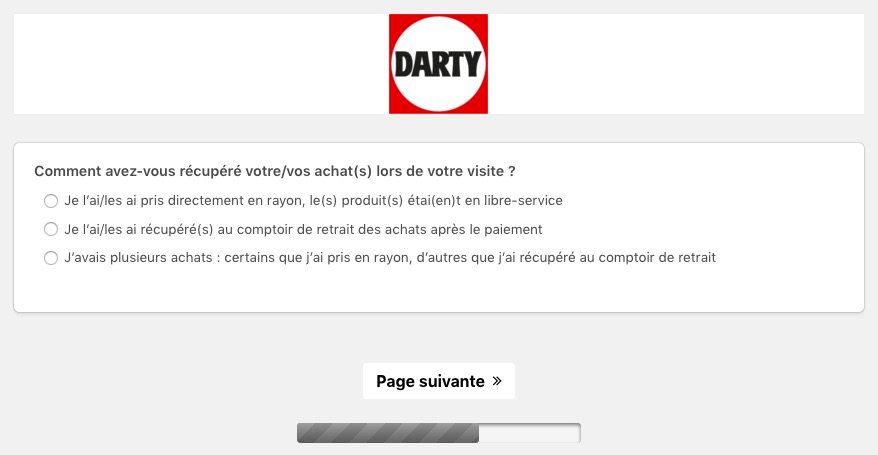 DARTY
Comment avez-vous récupéré votre/vos achat(s) lors de votre visite ?
Je l’ai/les ai pris directement en rayon, le(s) produit(s) étai(en)t en libre-service
Je l’ai/les ai récupéré(s) au comptoir de retrait des achats après le paiement
J’avais plusieurs achats : certains que j’ai pris en rayon, d’autres que j’ai récupéré au comptoir de retrait
Page suivante »